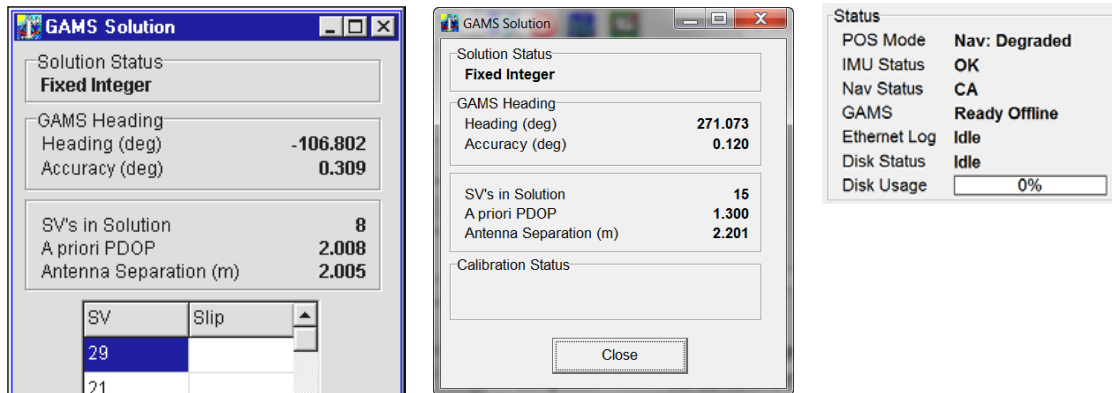 GAMS Solution
Solution Status
Fixed Integer
GAMS Heading
Heading (deg) -106.802
Accuracy (deg) 0.309
SV's in Solution 8
A priori PDOP 2.008
Antenna Separation (m) 2.005
SV Slip
29
21
GAMS Solution
Solution Status
Fixed Integer
GAMS Heading
Heading (deg) 271.073
Accuracy (deg) 0.120
SV's in Solution 15
A priori PDOP 1.300
Antenna Separation (m) 2.201
Calibration Status
Close
Status
POS Mode Nav: Degraded
IMU Status OK
Nav Status CA
GAMS Ready Offline
Ethernet Log Idle
Disk Status Idle
Disk Usage 0%